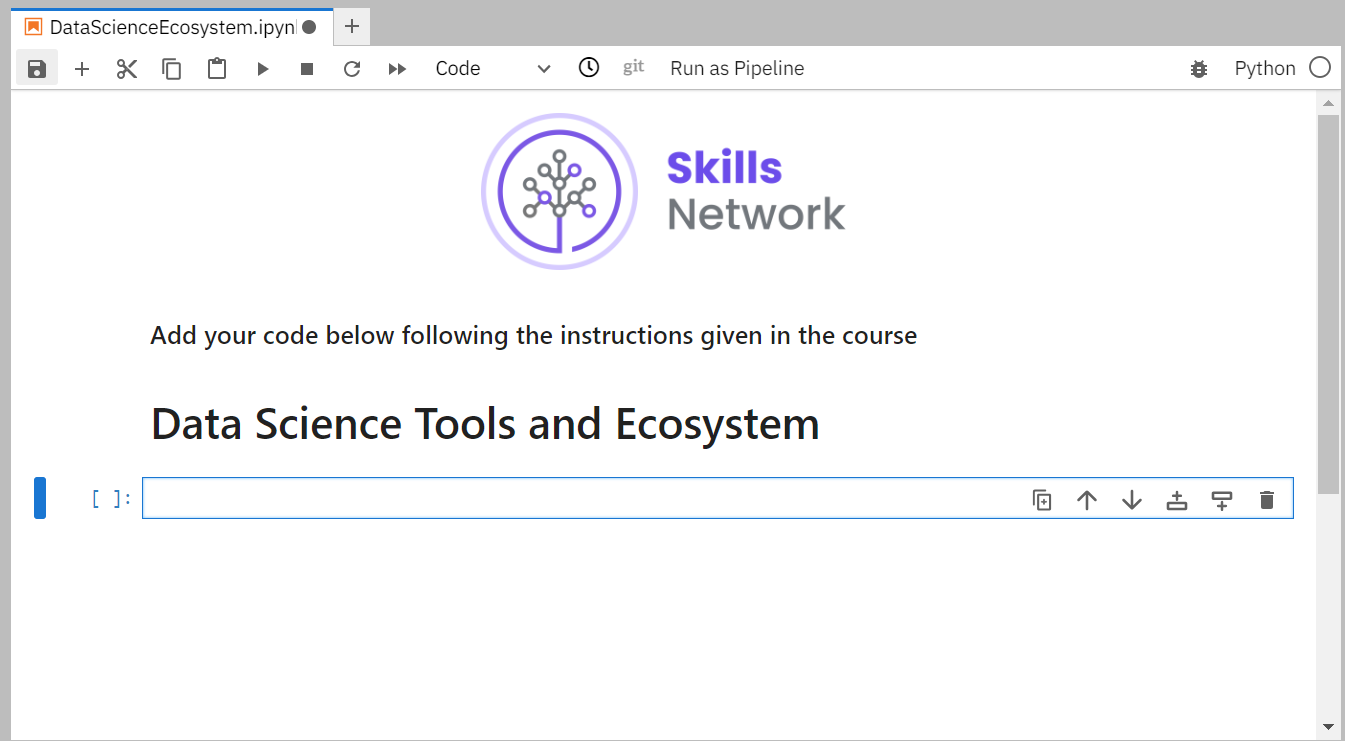 DataScienceEcosystem.ipyn
Code
git
Run as Pipeline
Python
Skills
Network
Add your code below following the instructions given in the course
Data Science Tools and Ecosystem
[ ]: